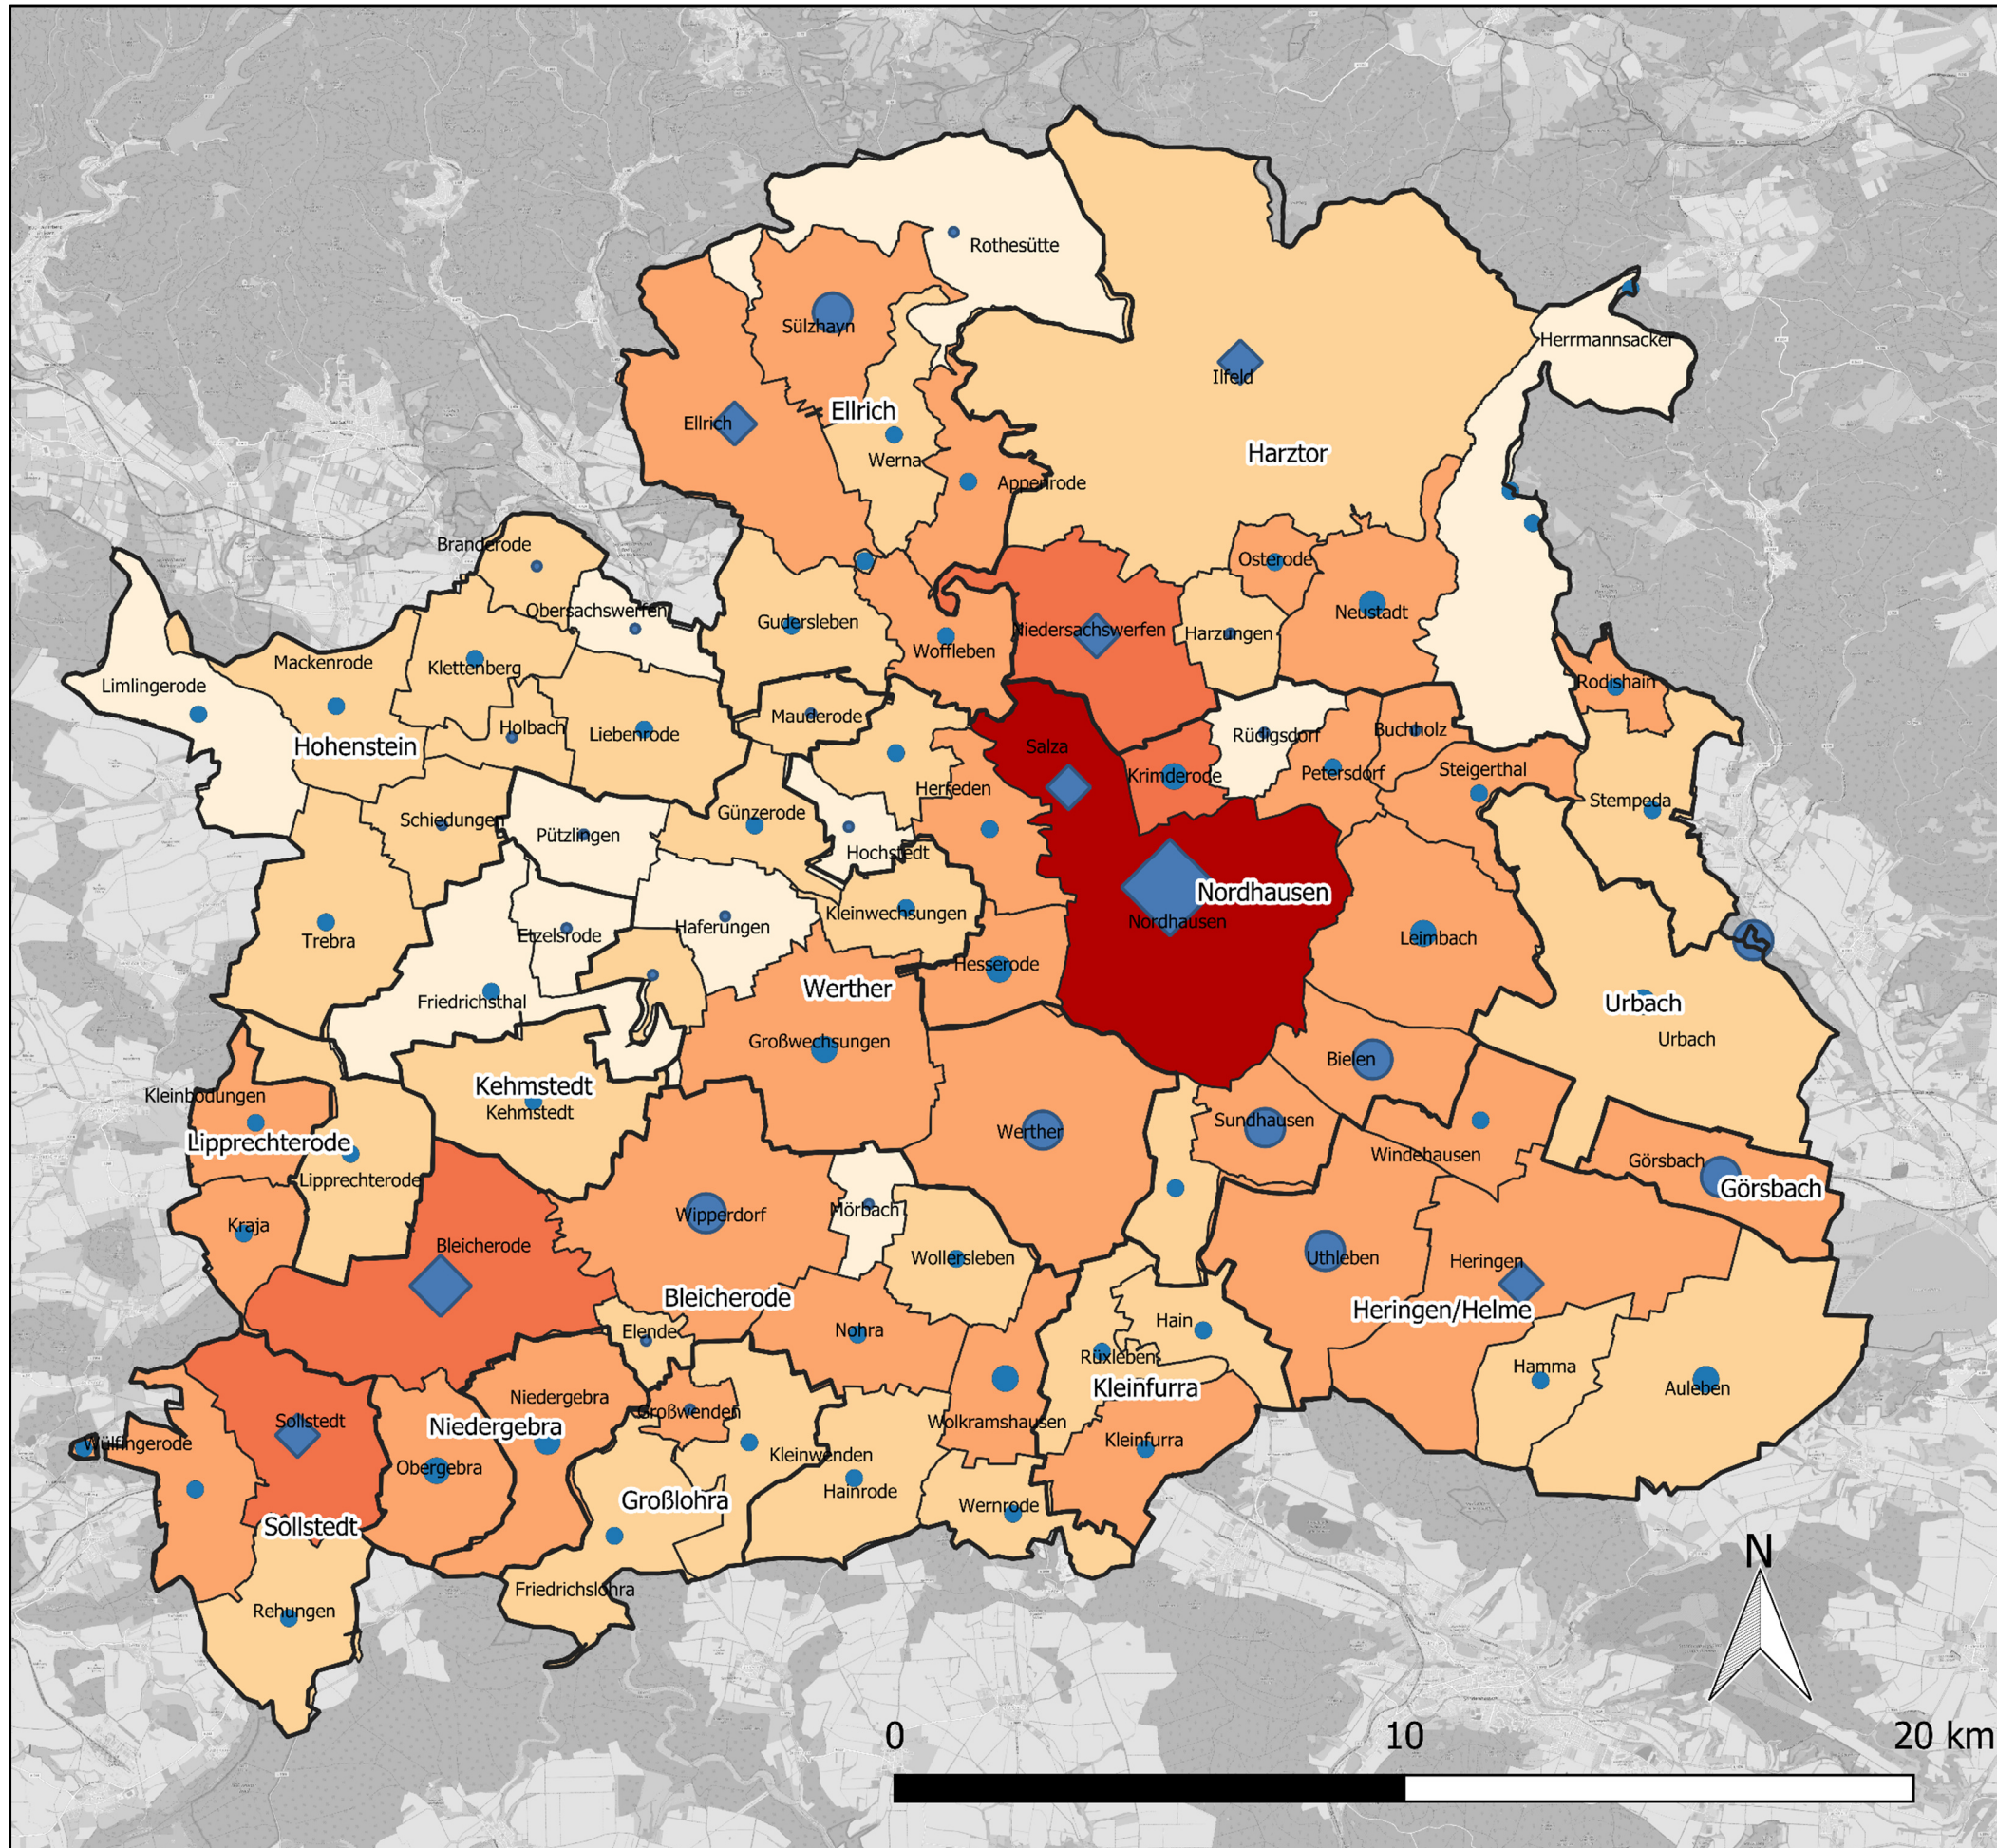 Rothesütte
Sülzhayn
Herrmannsacker
Ilfeld
Ellrich
Ellrich
Harztor
Werna
Appenrode
Branderode
Osterode
Obersachswerfen
Neustadt
Gudersleben
Niedersachswerfen
Harzungen
Woffleben
Mackenrode
Klettenberg
Limlingerode
Rodishain
Mauderode
Holbach
Liebenrode
Hohenstein
Salza
Rüdigsdorf
Buchholz
Krimderode
Petersdorf
Steigerthal
Herreden
Stempeda
Günzerode
Schiedungen
Pützlingen
Hochstedt
Nordhausen
Kleinwechsungen
Nordhausen
Haferungen
Etzelsrode
Trebra
Leimbach
Hesserode
Werther
Friedrichsthal
Urbach
Großwechsungen
Urbach
Bielen
Kehmstedt
Kleinbodungen
Kehmstedt
Sundhausen
Werther
Lipprechterode
Windehausen
Görsbach
Lipprechterode
Görsbach
Mörbach
Wipperdorf
Kraja
Bleicherode
Wollersleben
Uthleben
Heringen
Bleicherode
Heringen/Helme
Hain
Elende
Nohra
Rüxleben
Hamma
Kleinfurra
Auleben
Niedergebra
Großwenden
Sollstedt
Wolkramshausen
Niedergebra
Kleinfurra
Wülfingerode
Kleinwenden
Obergebra
Hainrode
Großlohra
Wernrode
Sollstedt
Friedrichslohra
Rehungen
N
0 10 20 km